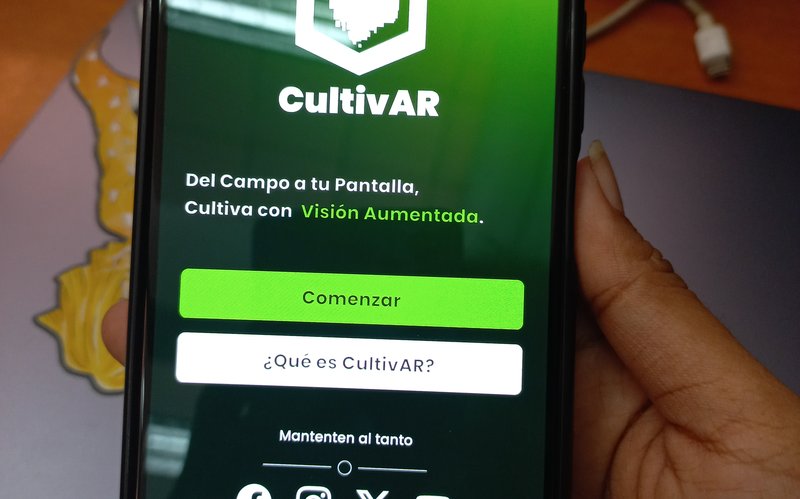 CultivAR
Del Campo a tu Pantalla,
Cultiva con Visión Aumentada.
Comenzar
¿Qué es CultivAR?
Mantenten al tanto